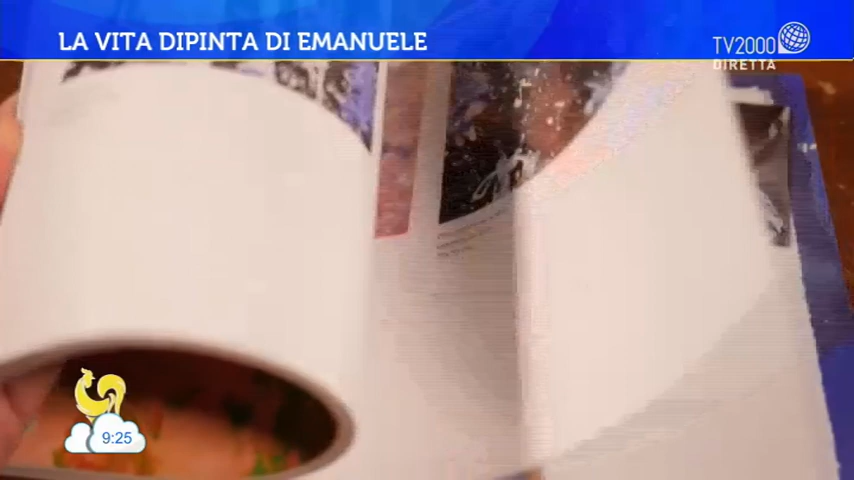 LA VITA DIPINTA DI EMANUELE
TV2000
DIRETTA
9:25